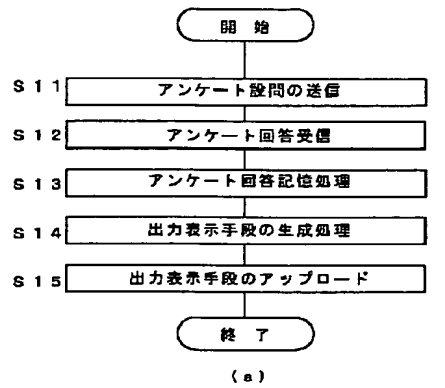 開 始
S11 アンケート設問の送信
S12 アンケート回答受信
S13 アンケート回答記憶処理
S14 出力表示手段の生成処理
S15 出力表示手段のアップロード
終 了
(a)